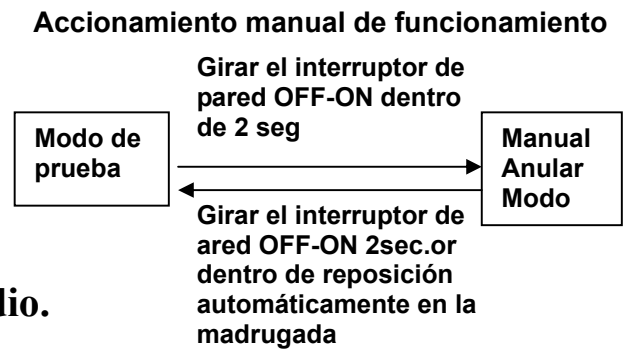 Accionamiento manual de funcionamiento
Girar el interruptor de
pared OFF-ON dentro
de 2 seg
Modo de
prueba
Manual
Anular
Modo
Girar el interruptor de
ared OFF-ON 2sec.or
dentro de reposición
automáticamente en la
madrugada
dio.